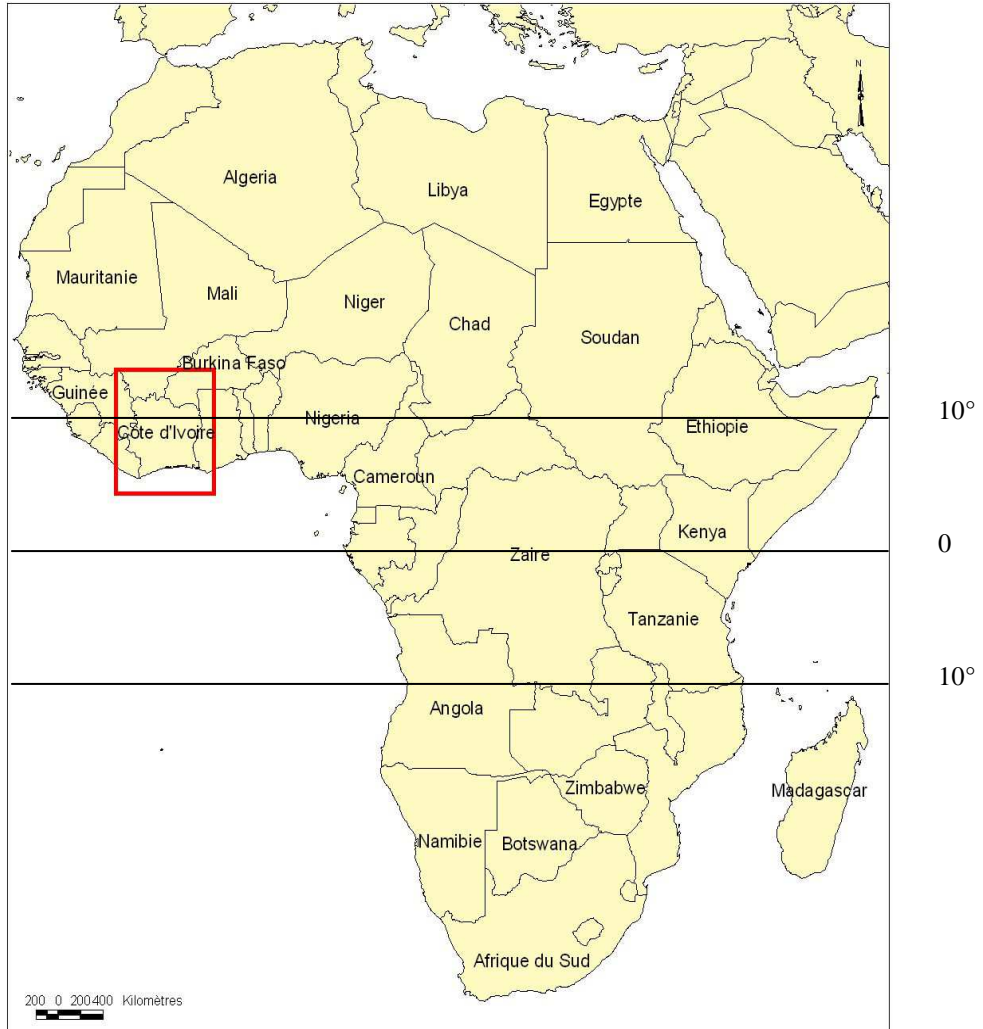 N
Algeria
Libya
Egypte
Mauritanie
Mali
Niger
Chad
Soudan
Burkina Faso
Guinée
10°
Nigeria
Ethiopie
Côte d'Ivoire
Cameroun
Kenya
0
Zaire
Tanzanie
10°
Angola
Zimbabwe
Madagascar
Namibie
Botswana
Afrique du Sud
200 0 200400 Kilomètres